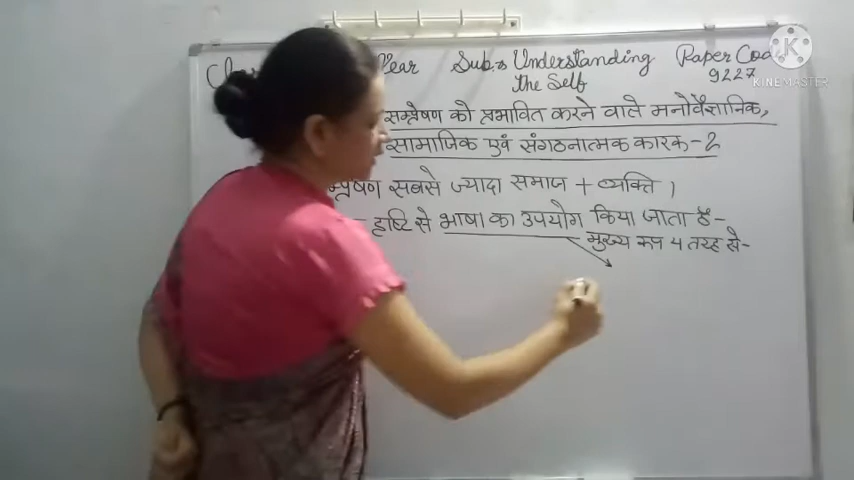 Year Sub:- Understanding the Self Paper Code 9227
KINEMASTER
सम्प्रेषण को प्रभावित करने वाले मनोवैज्ञानिक,
सामाजिक एवं संगठनात्मक कारक-2
सबसे ज्यादा समाज + व्यक्ति ।
- दृष्टि से भाषा का उपयोग किया जाता है-
मुख्य रूप 4 तरह से-